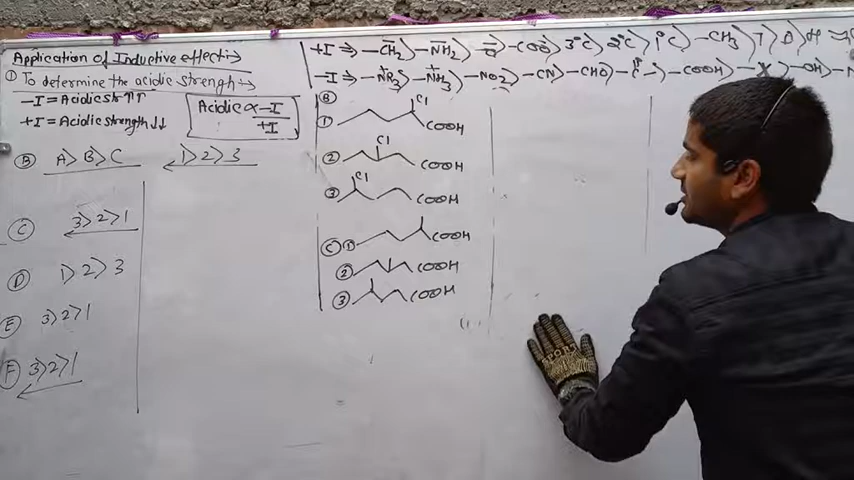 Application of Inductive effect:→
① To determine the acidic strength:→
-I = Acidic str ↑↑
+I = Acidic strength ↓↓
Acidic ∝ -I
+I
Ⓑ A > B > C 1 > 2 > 3
Ⓒ 3 > 2 > 1
Ⓓ 1 > 2 > 3
Ⓔ 3 > 2 > 1
Ⓕ 3 > 2 > 1
+I ⇒ -CH2 > -NH2 > > -COO > 3°C > 2°C > 1°C > -CH3 > T > D > H
-I ⇒ -NR3 > -NH3 > -NO2 > -CN > -CHO > > -COOH > -X > -OH > -N
Ⓑ
① Cl COOH
② Cl COOH
③ Cl COOH
Ⓒ ① COOH
② COOH
③ COOH
SPORT